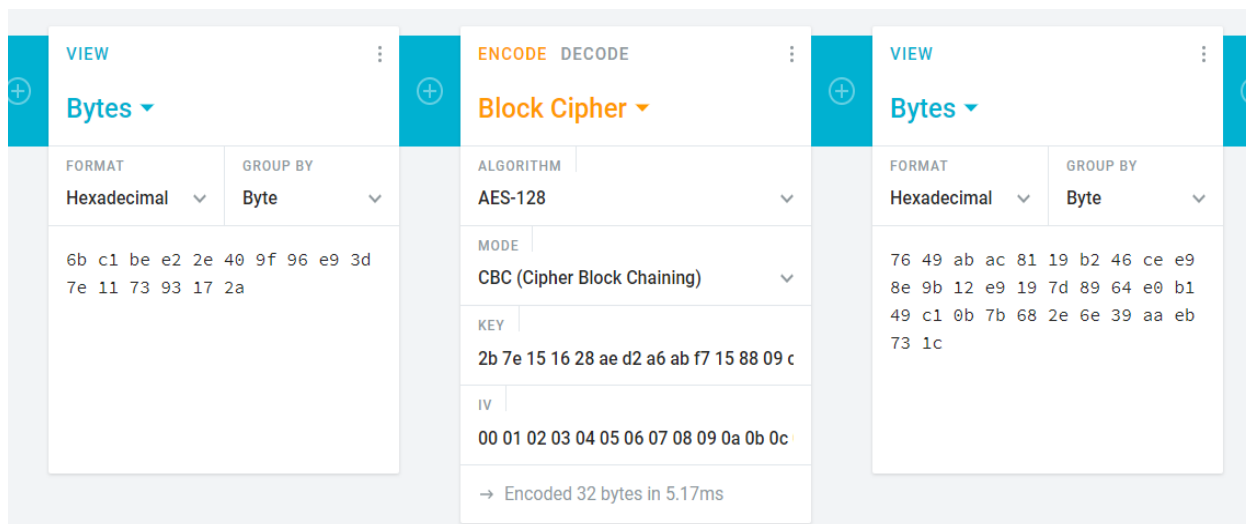 VIEW
Bytes
FORMAT
GROUP BY
Hexadecimal
Byte
6b c1 be e2 2e 40 9f 96 e9 3d
7e 11 73 93 17 2a
ENCODE DECODE
Block Cipher
ALGORITHM
AES-128
MODE
CBC (Cipher Block Chaining)
KEY
2b 7e 15 16 28 ae d2 a6 ab f7 15 88 09
IV
00 01 02 03 04 05 06 07 08 09 0a 0b 0c
→ Encoded 32 bytes in 5.17ms
VIEW
Bytes
FORMAT
GROUP BY
Hexadecimal
Byte
76 49 ab ac 81 19 b2 46 ce e9
8e 9b 12 e9 19 7d 89 64 e0 b1
49 c1 0b 7b 68 2e 6e 39 aa eb
73 1c